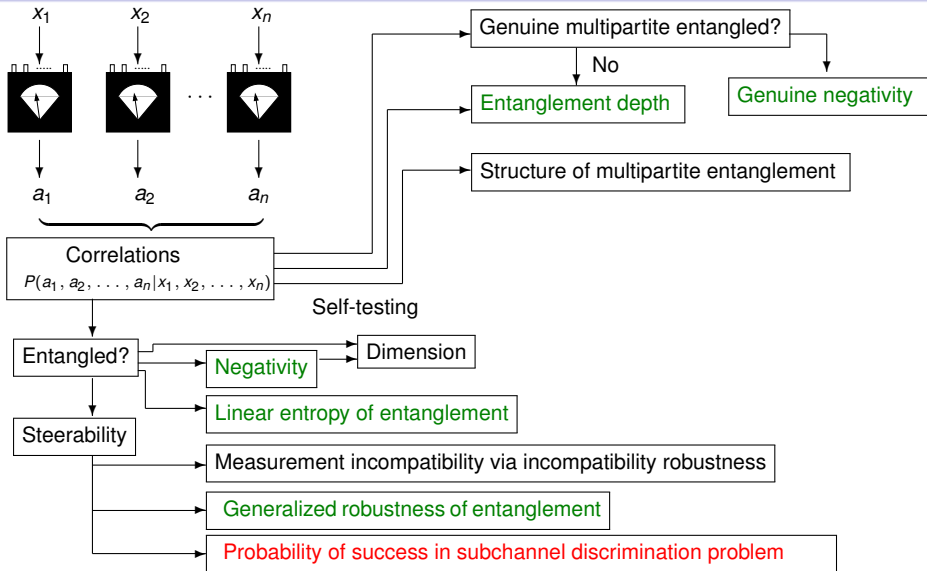 x1 x2 xn
..... ..... .....
. . .
a1 a2 an
Correlations
P(a1, a2, . . . , an|x1, x2, . . . , xn)
Genuine multipartite entangled?
No
Entanglement depth
Genuine negativity
Structure of multipartite entanglement
Self-testing
Entangled?
Dimension
Negativity
Linear entropy of entanglement
Steerability
Measurement incompatibility via incompatibility robustness
Generalized robustness of entanglement
Probability of success in subchannel discrimination problem